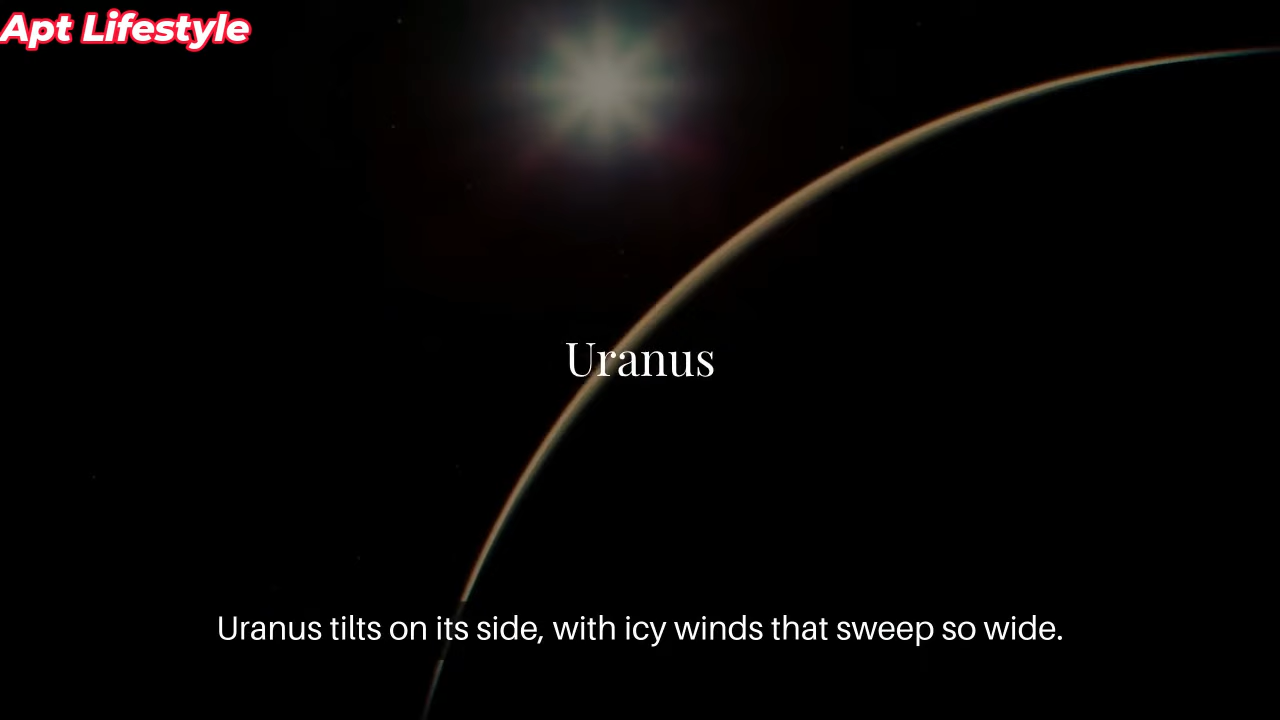 Apt Lifestyle
Uranus
Uranus tilts on its side, with icy winds that sweep so wide.